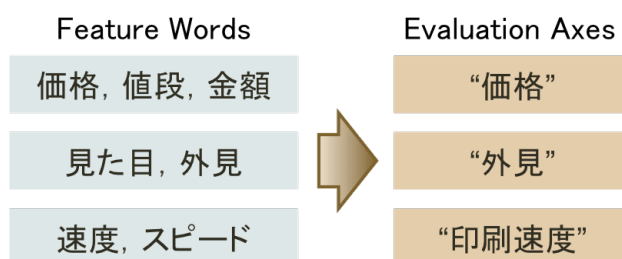 Feature Words
Evaluation Axes
価格, 値段, 金額
“価格”
見た目, 外見
“外見”
速度, スピード
“印刷速度”